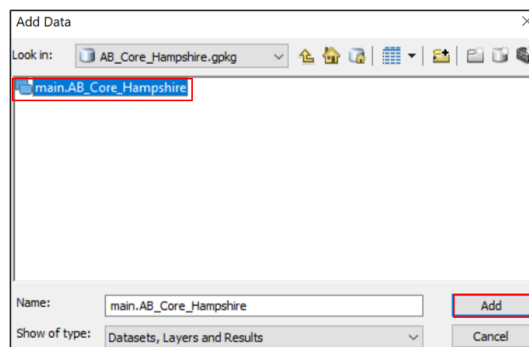 Add Data
Look in:
AB_Core_Hampshire.gpkg
main.AB_Core_Hampshire
Name:
main.AB_Core_Hampshire
Add
Show of type:
Datasets, Layers and Results
Cancel